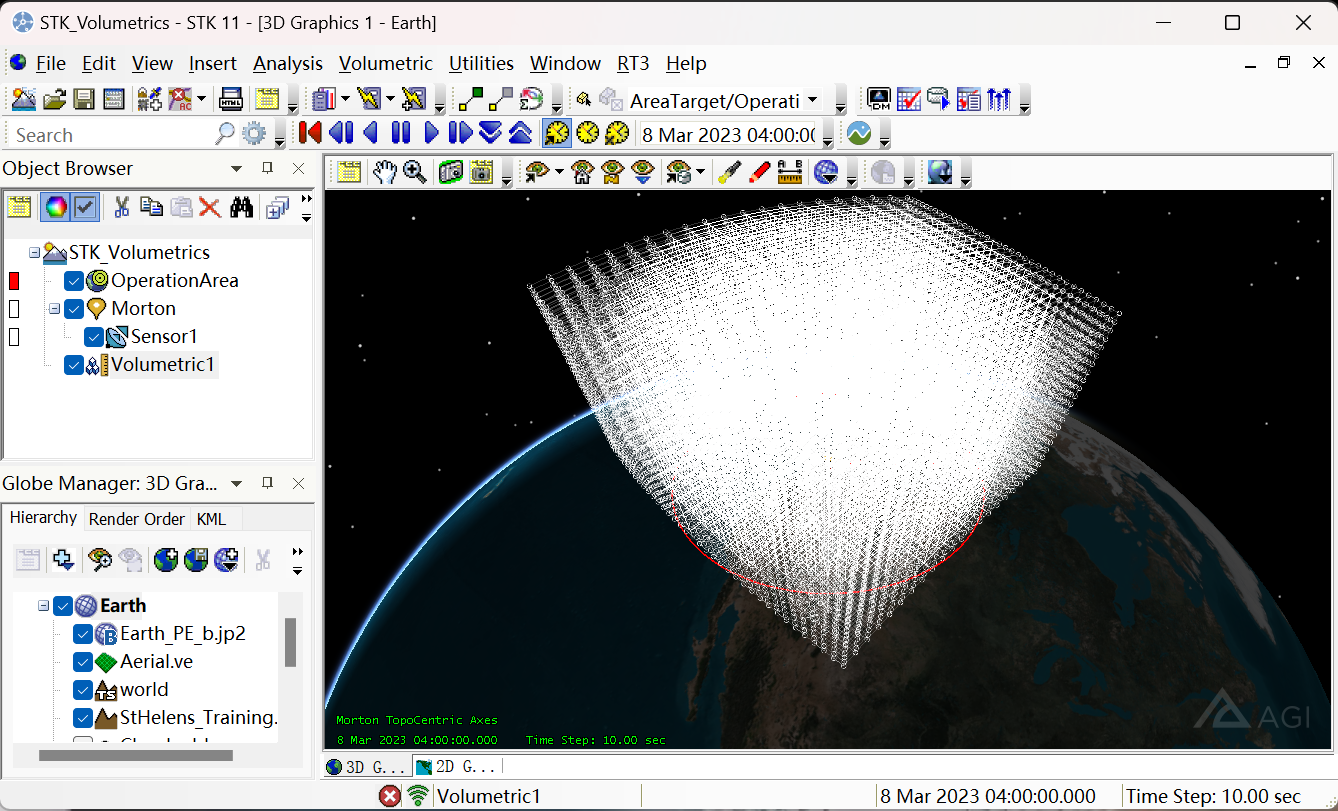 STK_Volumetrics - STK 11 - [3D Graphics 1 - Earth]
File Edit View Insert Analysis Volumetric Utilities Window RT3 Help
AC HTML AreaTarget/Operati DM
Search 8 Mar 2023 04:00:00
Object Browser
A B
STK_Volumetrics
OperationArea
Morton
Sensor1
Volumetric1
Globe Manager: 3D Gra...
Hierarchy Render Order KML
Earth
Earth_PE_b.jp2
Aerial.ve
world
StHelens_Training.
Morton TopoCentric Axes
8 Mar 2023 04:00:00.000 Time Step: 10.00 sec
AGI
3D G... 2D G...
Volumetric1 8 Mar 2023 04:00:00.000 Time Step: 10.00 sec